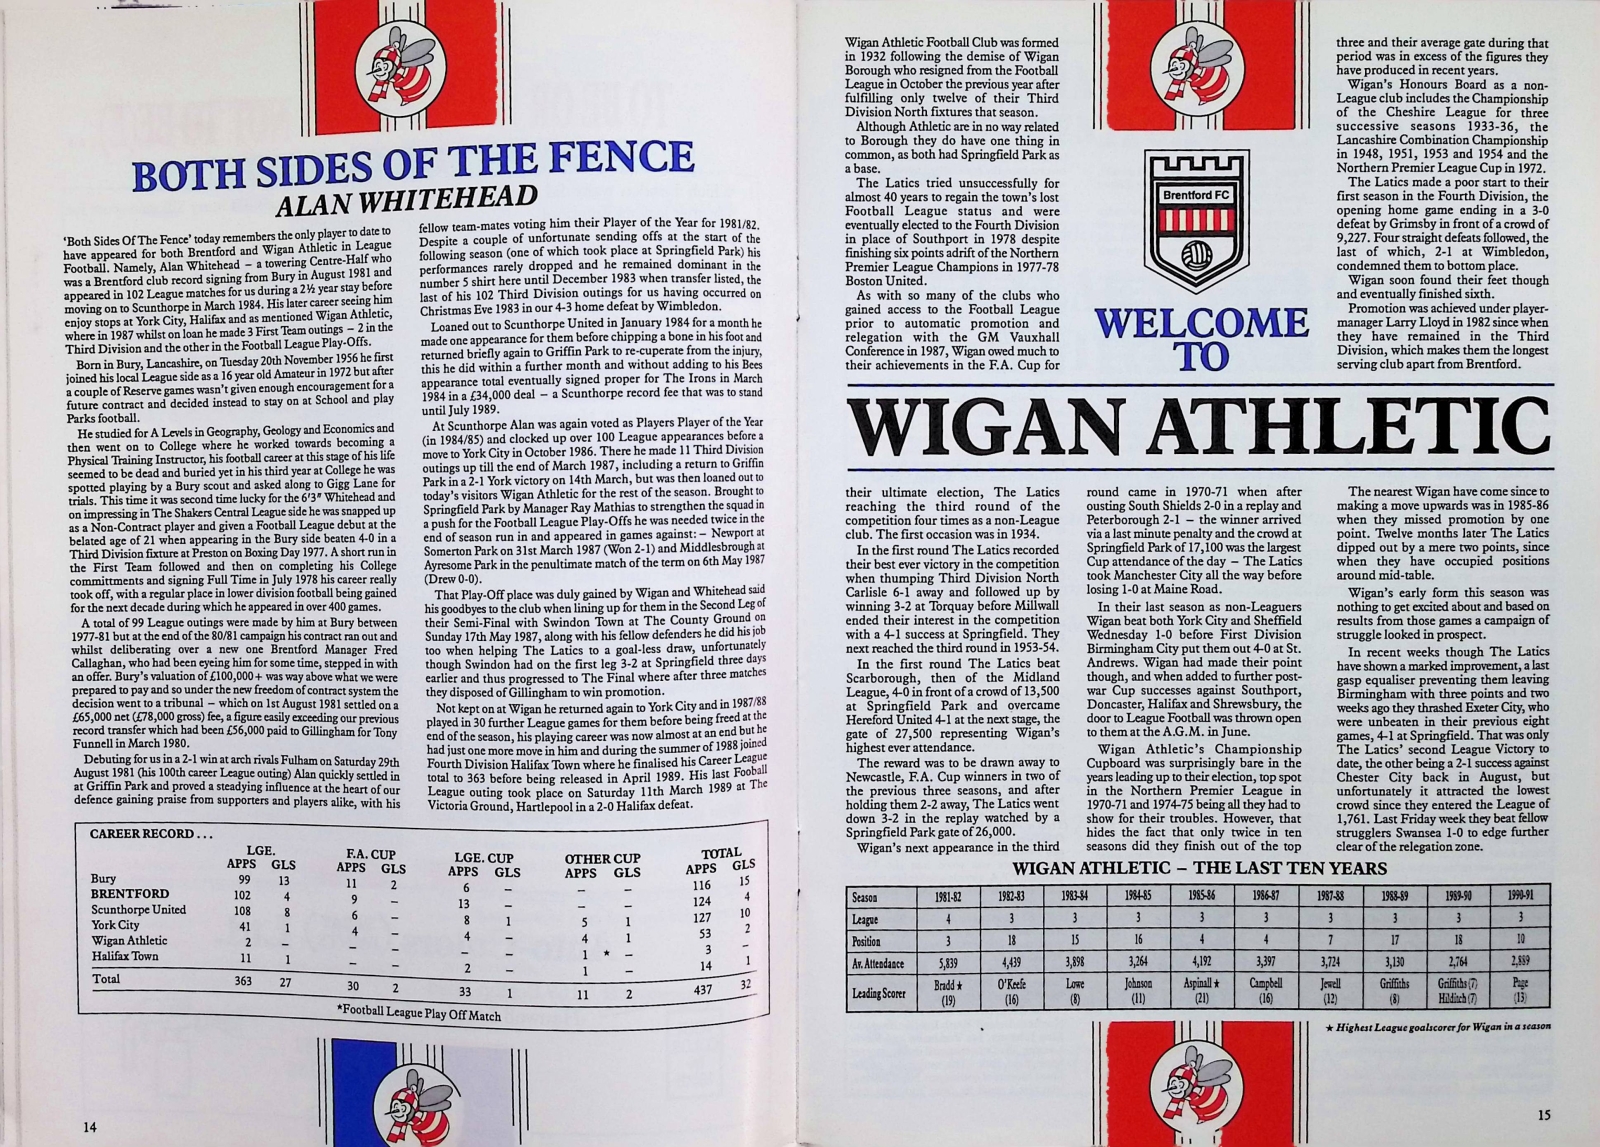 BOTH SIDES OF THE FENCE
ALAN WHITEHEAD
'Both Sides Of The Fence' today remembers the only player to date to
have appeared for both Brentford and Wigan Athletic in League
Football. Namely, Alan Whitehead – a towering Centre-Half who
was a Brentford club record signing from Bury in August 1981 and
appeared in 102 League matches for us during a 2½ year stay before
moving on to Scunthorpe in March 1984. His later career seeing him
enjoy stops at York City, Halifax and as mentioned Wigan Athletic,
where in 1987 whilst on loan he made 3 First Team outings – 2 in the
Third Division and the other in the Football League Play-Offs.
Born in Bury, Lancashire, on Tuesday 20th November 1956 he first
joined his local League side as a 16 year old Amateur in 1972 but after
a couple of Reserve games wasn't given enough encouragement for a
future contract and decided instead to stay on at School and play
Parks football.
He studied for A Levels in Geography, Geology and Economics and
then went on to College where he worked towards becoming a
Physical Training Instructor, his football career at this stage of his life
seemed to be dead and buried yet in his third year at College he was
spotted playing by a Bury scout and asked along to Gigg Lane for
trials. This time it was second time lucky for the 6'3" Whitehead and
on impressing in The Shakers Central League side he was snapped up
as a Non-Contract player and given a Football League debut at the
belated age of 21 when appearing in the Bury side beaten 4-0 in a
Third Division fixture at Preston on Boxing Day 1977. A short run in
the First Team followed and then on completing his College
committments and signing Full Time in July 1978 his career really
took off, with a regular place in lower division football being gained
for the next decade during which he appeared in over 400 games.
A total of 99 League outings were made by him at Bury between
1977-81 but at the end of the 80/81 campaign his contract ran out and
whilst deliberating over a new one Brentford Manager Fred
Callaghan, who had been eyeing him for some time, stepped in with
an offer. Bury's valuation of £100,000 + was way above what we were
prepared to pay and so under the new freedom of contract system the
decision went to a tribunal – which on 1st August 1981 settled on a
£65,000 net (£78,000 gross) fee, a figure easily exceeding our previous
record transfer which had been £56,000 paid to Gillingham for Tony
Funnell in March 1980.
Debuting for us in a 2-1 win at arch rivals Fulham on Saturday 29th
August 1981 (his 100th career League outing) Alan quickly settled in
at Griffin Park and proved a steadying influence at the heart of our
defence gaining praise from supporters and players alike, with his
fellow team-mates voting him their Player of the Year for 1981/82.
Despite a couple of unfortunate sending offs at the start of the
following season (one of which took place at Springfield Park) his
performances rarely dropped and he remained dominant in the
number 5 shirt here until December 1983 when transfer listed, the
last of his 102 Third Division outings for us having occurred on
Christmas Eve 1983 in our 4-3 home defeat by Wimbledon.
Loaned out to Scunthorpe United in January 1984 for a month he
made one appearance for them before chipping a bone in his foot and
returned briefly again to Griffin Park to re-cuperate from the injury,
this he did within a further month and without adding to his Bees
appearance total eventually signed proper for The Irons in March
1984 in a £34,000 deal – a Scunthorpe record fee that was to stand
until July 1989.
At Scunthorpe Alan was again voted as Players Player of the Year
(in 1984/85) and clocked up over 100 League appearances before a
move to York City in October 1986. There he made 11 Third Division
outings up till the end of March 1987, including a return to Griffin
Park in a 2-1 York victory on 14th March, but was then loaned out to
today's visitors Wigan Athletic for the rest of the season. Brought to
Springfield Park by Manager Ray Mathias to strengthen the squad in
a push for the Football League Play-Offs he was needed twice in the
end of season run in and appeared in games against: – Newport at
Somerton Park on 31st March 1987 (Won 2-1) and Middlesbrough at
Ayresome Park in the penultimate match of the term on 6th May 1987
(Drew 0-0).
That Play-Off place was duly gained by Wigan and Whitehead said
his goodbyes to the club when lining up for them in the Second Leg of
their Semi-Final with Swindon Town at The County Ground on
Sunday 17th May 1987, along with his fellow defenders he did his job
too when helping The Latics to a goal-less draw, unfortunately
though Swindon had on the first leg 3-2 at Springfield three days
earlier and thus progressed to The Final where after three matches
they disposed of Gillingham to win promotion.
Not kept on at Wigan he returned again to York City and in 1987/88
played in 30 further League games for them before being freed at the
end of the season, his playing career was now almost at an end but he
had just one more move in him and during the summer of 1988 joined
Fourth Division Halifax Town where he finalised his Career League
total to 363 before being released in April 1989. His last Fooball
League outing took place on Saturday 11th March 1989 at The
Victoria Ground, Hartlepool in a 2-0 Halifax defeat.
CAREER RECORD . . .
LGE. F.A. CUP LGE. CUP OTHER CUP TOTAL
APPS GLS APPS GLS APPS GLS APPS GLS APPS GLS
Bury 99 13 11 2 6 – – – 116 15
BRENTFORD 102 4 9 – 13 – – – 124 4
Scunthorpe United 108 8 6 – 8 1 5 1 127 10
York City 41 1 4 – 4 – 4 1 53 2
Wigan Athletic 2 – – – – – 1 * – 3 –
Halifax Town 11 1 – – 2 – 1 – 14 1
Total 363 27 30 2 33 1 11 2 437 32
*Football League Play Off Match
14
Wigan Athletic Football Club was formed
in 1932 following the demise of Wigan
Borough who resigned from the Football
League in October the previous year after
fulfilling only twelve of their Third
Division North fixtures that season.
Although Athletic are in no way related
to Borough they do have one thing in
common, as both had Springfield Park as
a base.
The Latics tried unsuccessfully for
almost 40 years to regain the town's lost
Football League status and were
eventually elected to the Fourth Division
in place of Southport in 1978 despite
finishing six points adrift of the Northern
Premier League Champions in 1977-78
Boston United.
As with so many of the clubs who
gained access to the Football League
prior to automatic promotion and
relegation with the GM Vauxhall
Conference in 1987, Wigan owed much to
their achievements in the F.A. Cup for
Brentford FC
WELCOME
TO
three and their average gate during that
period was in excess of the figures they
have produced in recent years.
Wigan's Honours Board as a non-
League club includes the Championship
of the Cheshire League for three
successive seasons 1933-36, the
Lancashire Combination Championship
in 1948, 1951, 1953 and 1954 and the
Northern Premier League Cup in 1972.
The Latics made a poor start to their
first season in the Fourth Division, the
opening home game ending in a 3-0
defeat by Grimsby in front of a crowd of
9,227. Four straight defeats followed, the
last of which, 2-1 at Wimbledon,
condemned them to bottom place.
Wigan soon found their feet though
and eventually finished sixth.
Promotion was achieved under player-
manager Larry Lloyd in 1982 since when
they have remained in the Third
Division, which makes them the longest
serving club apart from Brentford.
WIGAN ATHLETIC
their ultimate election, The Latics
reaching the third round of the
competition four times as a non-League
club. The first occasion was in 1934.
In the first round The Latics recorded
their best ever victory in the competition
when thumping Third Division North
Carlisle 6-1 away and followed up by
winning 3-2 at Torquay before Millwall
ended their interest in the competition
with a 4-1 success at Springfield. They
next reached the third round in 1953-54.
In the first round The Latics beat
Scarborough, then of the Midland
League, 4-0 in front of a crowd of 13,500
at Springfield Park and overcame
Hereford United 4-1 at the next stage, the
gate of 27,500 representing Wigan's
highest ever attendance.
The reward was to be drawn away to
Newcastle, F.A. Cup winners in two of
the previous three seasons, and after
holding them 2-2 away, The Latics went
down 3-2 in the replay watched by a
Springfield Park gate of 26,000.
Wigan's next appearance in the third
round came in 1970-71 when after
ousting South Shields 2-0 in a replay and
Peterborough 2-1 – the winner arrived
via a last minute penalty and the crowd at
Springfield Park of 17,100 was the largest
Cup attendance of the day – The Latics
took Manchester City all the way before
losing 1-0 at Maine Road.
In their last season as non-Leaguers
Wigan beat both York City and Sheffield
Wednesday 1-0 before First Division
Birmingham City put them out 4-0 at St.
Andrews. Wigan had made their point
though, and when added to further post-
war Cup successes against Southport,
Doncaster, Halifax and Shrewsbury, the
door to League Football was thrown open
to them at the A.G.M. in June.
Wigan Athletic's Championship
Cupboard was surprisingly bare in the
years leading up to their election, top spot
in the Northern Premier League in
1970-71 and 1974-75 being all they had to
show for their troubles. However, that
hides the fact that only twice in ten
seasons did they finish out of the top
The nearest Wigan have come since to
making a move upwards was in 1985-86
when they missed promotion by one
point. Twelve months later The Latics
dipped out by a mere two points, since
when they have occupied positions
around mid-table.
Wigan's early form this season was
nothing to get excited about and based on
results from those games a campaign of
struggle looked in prospect.
In recent weeks though The Latics
have shown a marked improvement, a last
gasp equaliser preventing them leaving
Birmingham with three points and two
weeks ago they thrashed Exeter City, who
were unbeaten in their previous eight
games, 4-1 at Springfield. That was only
The Latics' second League Victory to
date, the other being a 2-1 success against
Chester City back in August, but
unfortunately it attracted the lowest
crowd since they entered the League of
1,761. Last Friday week they beat fellow
strugglers Swansea 1-0 to edge further
clear of the relegation zone.
WIGAN ATHLETIC – THE LAST TEN YEARS
Season 1981-82 1982-83 1983-84 1984-85 1985-86 1986-87 1987-88 1988-89 1989-90 1990-91
League 4 3 3 3 3 3 3 3 3 3
Position 3 18 15 16 4 4 7 17 18 10
Av. Attendance 5,839 4,439 3,898 3,264 4,192 3,397 3,724 3,130 2,764 2,889
Leading Scorer Bradd ★ (19) O'Keefe (16) Lowe (8) Johnson (11) Aspinall ★ (21) Campbell (16) Jewell (12) Griffiths (8) Griffiths (7) Hilditch (7) Page (13)
★ Highest League goalscorer for Wigan in a season
15